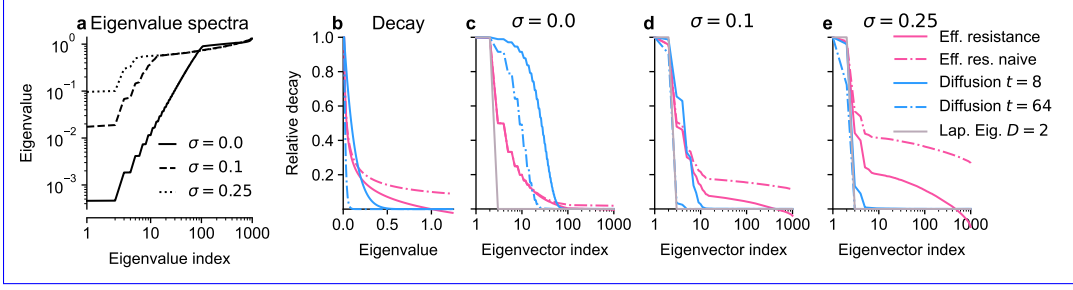 a Eigenvalue spectra
Eigenvalue
10⁰
10⁻¹
10⁻²
10⁻³
σ = 0.0
σ = 0.1
σ = 0.25
1 10 100 1000
Eigenvalue index
b Decay
Relative decay
1.0
0.8
0.6
0.4
0.2
0.0 0.5 1.0
Eigenvalue
c σ = 0.0
1 10 100 1000
Eigenvector index
d σ = 0.1
1 10 100 1000
Eigenvector index
e σ = 0.25
1 10 100 1000
Eigenvector index
Eff. resistance
Eff. res. naive
Diffusion t = 8
Diffusion t = 64
Lap. Eig. D = 2